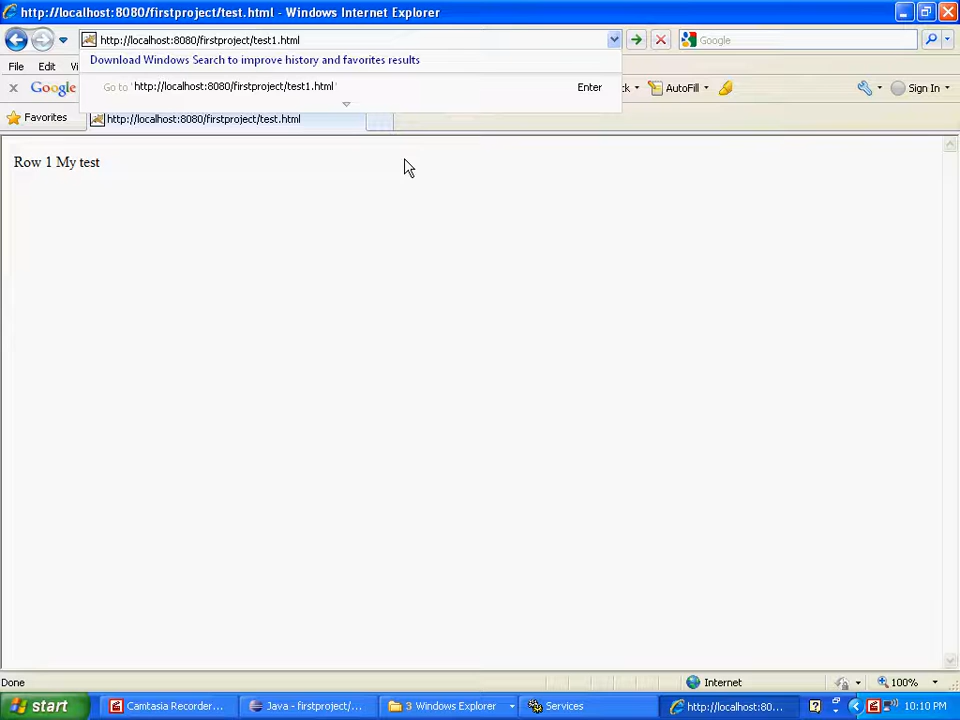 http://localhost:8080/firstproject/test.html - Windows Internet Explorer
http://localhost:8080/firstproject/test1.html
Google
Download Windows Search to improve history and favorites results
File Edit
Go to 'http://localhost:8080/firstproject/test1.html' Enter
Google AutoFill Sign In
Favorites http://localhost:8080/firstproject/test.html
Row 1 My test
Done Internet 100%
start Camtasia Recorder... Java - firstproject/... 3 Windows Explorer Services http://localhost:80... 10:10 PM